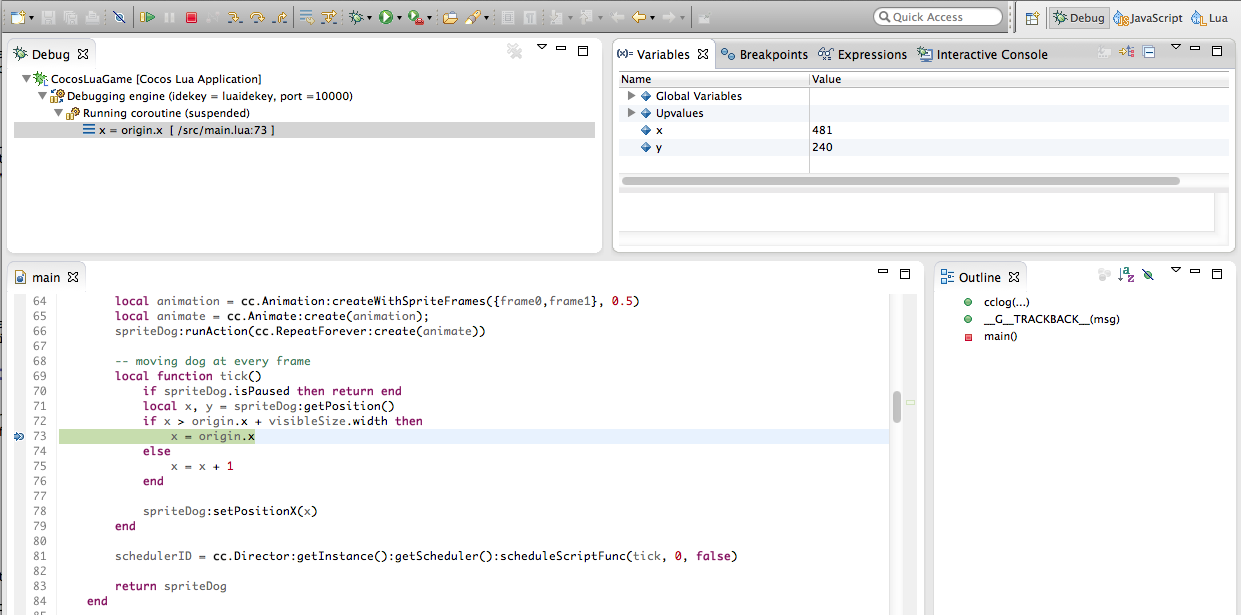 Quick Access
Debug
JavaScript
Lua
Debug
CocosLuaGame [Cocos Lua Application]
Debugging engine (idekey = luaidekey, port =10000)
Running coroutine (suspended)
x = origin.x [ /src/main.lua:73 ]
(x)= Variables
Breakpoints
Expressions
Interactive Console
Name Value
Global Variables
Upvalues
x 481
y 240
main
64 local animation = cc.Animation:createWithSpriteFrames({frame0,frame1}, 0.5)
65 local animate = cc.Animate:create(animation);
66 spriteDog:runAction(cc.RepeatForever:create(animate))
67
68 -- moving dog at every frame
69 local function tick()
70 if spriteDog.isPaused then return end
71 local x, y = spriteDog:getPosition()
72 if x > origin.x + visibleSize.width then
73 x = origin.x
74 else
75 x = x + 1
76 end
77
78 spriteDog:setPositionX(x)
79 end
80
81 schedulerID = cc.Director:getInstance():getScheduler():scheduleScriptFunc(tick, 0, false)
82
83 return spriteDog
84 end
Outline
cclog(...)
__G__TRACKBACK__(msg)
main()